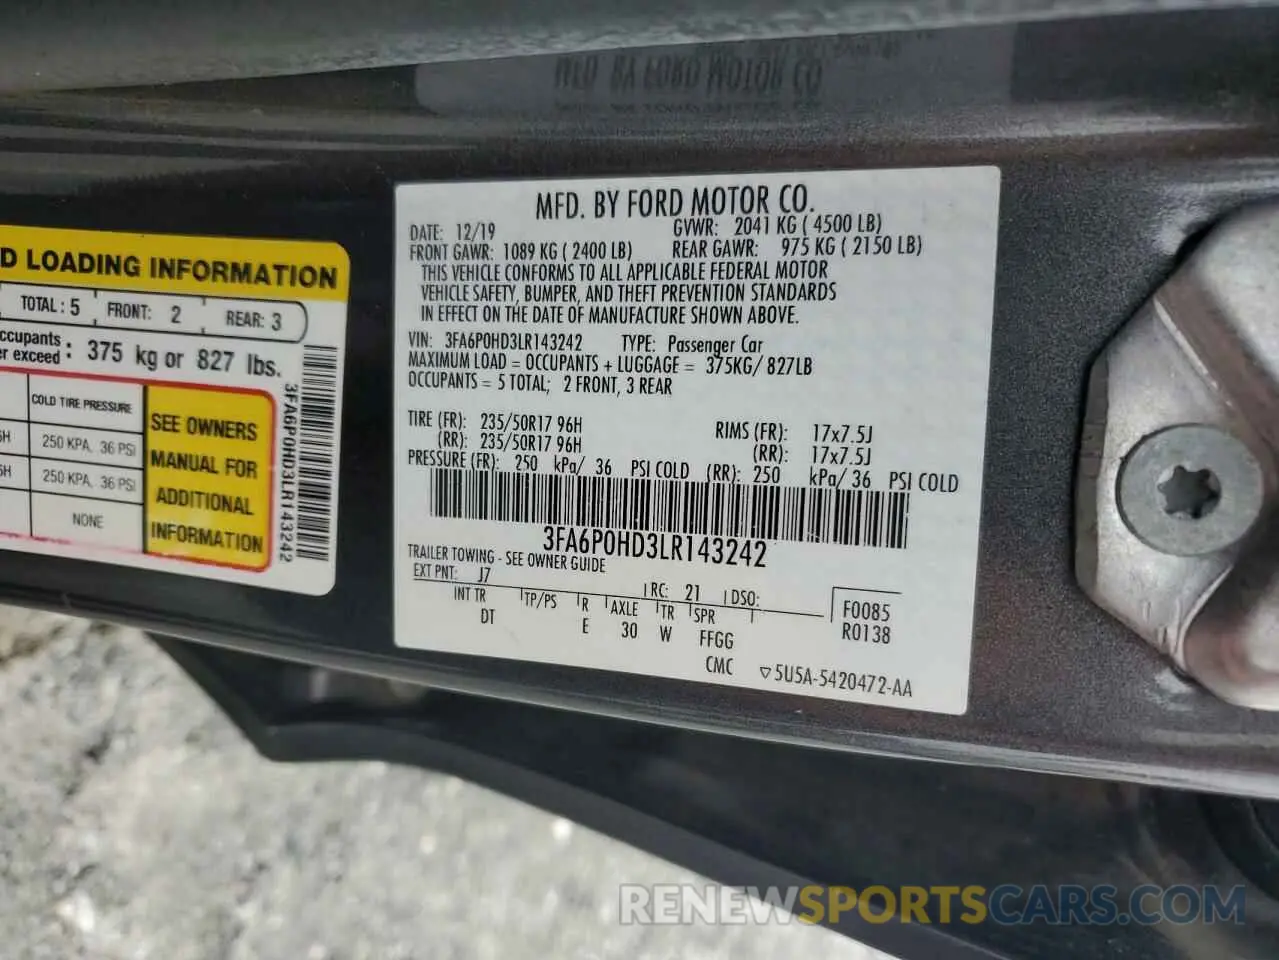 MFD. BY FORD MOTOR CO.
D LOADING INFORMATION
TOTAL: 5 FRONT: 2 REAR: 3
ccupants
er exceed: 375 kg or 827 lbs.
COLD TIRE PRESSURE
5H 250 KPA, 36 PSI
5H 250 KPA, 36 PSI
NONE
SEE OWNERS
MANUAL FOR
ADDITIONAL
INFORMATION
3FA6P0HD3LR143242
MFD. BY FORD MOTOR CO.
DATE: 12/19 GVWR: 2041 KG ( 4500 LB)
FRONT GAWR: 1089 KG ( 2400 LB) REAR GAWR: 975 KG ( 2150 LB)
THIS VEHICLE CONFORMS TO ALL APPLICABLE FEDERAL MOTOR
VEHICLE SAFETY, BUMPER, AND THEFT PREVENTION STANDARDS
IN EFFECT ON THE DATE OF MANUFACTURE SHOWN ABOVE.
VIN: 3FA6P0HD3LR143242 TYPE: Passenger Car
MAXIMUM LOAD = OCCUPANTS + LUGGAGE = 375KG/ 827LB
OCCUPANTS = 5 TOTAL; 2 FRONT, 3 REAR
TIRE (FR): 235/50R17 96H RIMS (FR): 17x7.5J
(RR): 235/50R17 96H (RR): 17x7.5J
PRESSURE (FR): 250 kPa/ 36 PSI COLD (RR): 250 kPa/ 36 PSI COLD
3FA6P0HD3LR143242
TRAILER TOWING - SEE OWNER GUIDE
EXT PNT: J7 RC: 21 DSO:
INT TR TP/PS R AXLE TR SPR
DT E 30 W FFGG
F0085
R0138
CMC ▽5U5A-5420472-AA
RENEWSPORTSCARS.COM